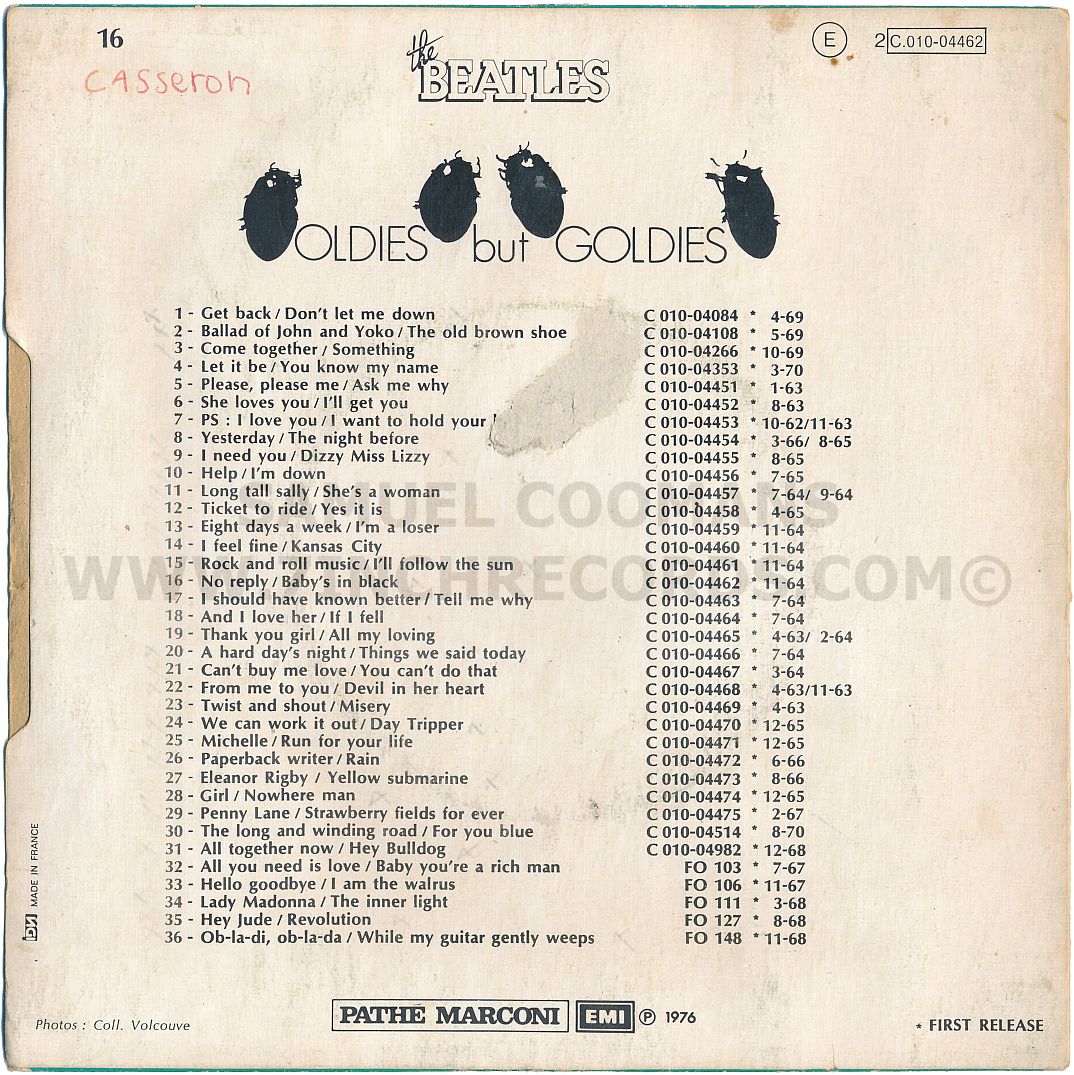 16
CAsseron
the
BEATLES
E
2 C.010-04462
OLDIES but GOLDIES
1 - Get back / Don't let me down C 010-04084 * 4-69
2 - Ballad of John and Yoko / The old brown shoe C 010-04108 * 5-69
3 - Come together / Something C 010-04266 * 10-69
4 - Let it be / You know my name C 010-04353 * 3-70
5 - Please, please me / Ask me why C 010-04451 * 1-63
6 - She loves you / I'll get you C 010-04452 * 8-63
7 - PS : I love you / I want to hold your C 010-04453 * 10-62/11-63
8 - Yesterday / The night before C 010-04454 * 3-66/ 8-65
9 - I need you / Dizzy Miss Lizzy C 010-04455 * 8-65
10 - Help / I'm down C 010-04456 * 7-65
11 - Long tall sally / She's a woman C 010-04457 * 7-64/ 9-64
12 - Ticket to ride / Yes it is C 010-04458 * 4-65
13 - Eight days a week / I'm a loser C 010-04459 * 11-64
14 - I feel fine / Kansas City C 010-04460 * 11-64
15 - Rock and roll music / I'll follow the sun C 010-04461 * 11-64
16 - No reply / Baby's in black C 010-04462 * 11-64
17 - I should have known better / Tell me why C 010-04463 * 7-64
18 - And I love her / If I fell C 010-04464 * 7-64
19 - Thank you girl / All my loving C 010-04465 * 4-63/ 2-64
20 - A hard day's night / Things we said today C 010-04466 * 7-64
21 - Can't buy me love / You can't do that C 010-04467 * 3-64
22 - From me to you / Devil in her heart C 010-04468 * 4-63/11-63
23 - Twist and shout / Misery C 010-04469 * 4-63
24 - We can work it out / Day Tripper C 010-04470 * 12-65
25 - Michelle / Run for your life C 010-04471 * 12-65
26 - Paperback writer / Rain C 010-04472 * 6-66
27 - Eleanor Rigby / Yellow submarine C 010-04473 * 8-66
28 - Girl / Nowhere man C 010-04474 * 12-65
29 - Penny Lane / Strawberry fields for ever C 010-04475 * 2-67
30 - The long and winding road / For you blue C 010-04514 * 8-70
31 - All together now / Hey Bulldog C 010-04982 * 12-68
32 - All you need is love / Baby you're a rich man FO 103 * 7-67
33 - Hello goodbye / I am the walrus FO 106 * 11-67
34 - Lady Madonna / The inner light FO 111 * 3-68
35 - Hey Jude / Revolution FO 127 * 8-68
36 - Ob-la-di, ob-la-da / While my guitar gently weeps FO 148 * 11-68
MADE IN FRANCE
Photos : Coll. Volcouve
PATHE MARCONI EMI ℗ 1976
* FIRST RELEASE
SAMUEL